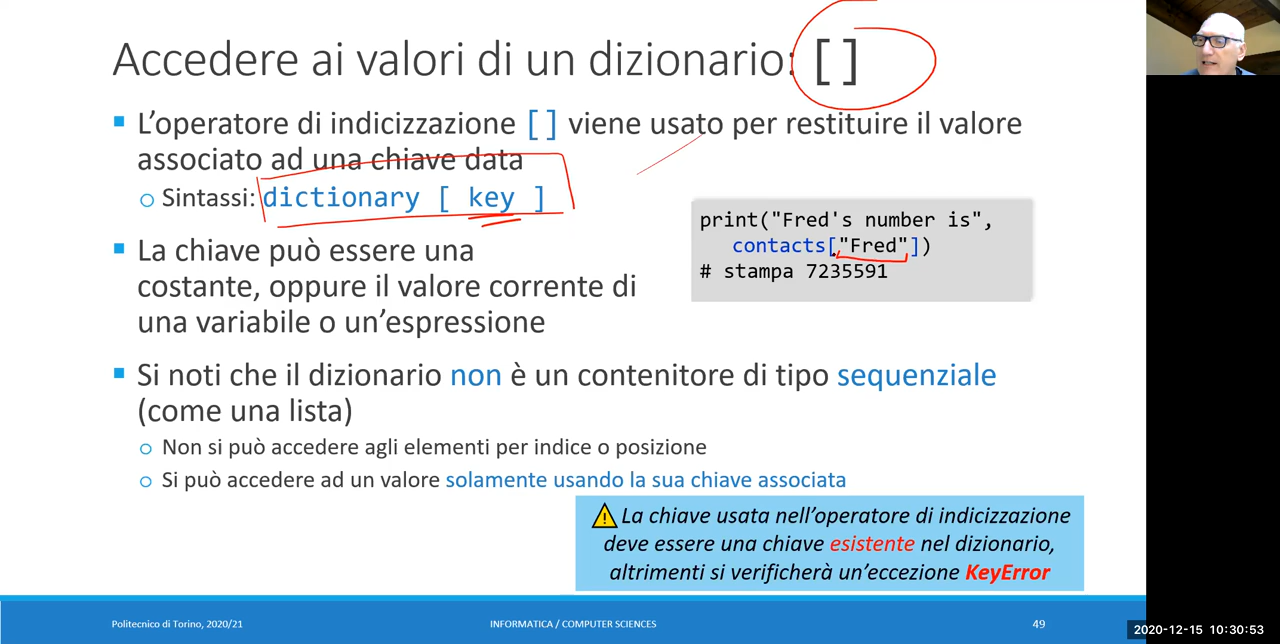 Accedere ai valori di un dizionario: []
L'operatore di indicizzazione [] viene usato per restituire il valore
associato ad una chiave data
Sintassi: dictionary [ key ]
print("Fred's number is",
contacts["Fred"])
# stampa 7235591
La chiave può essere una
costante, oppure il valore corrente di
una variabile o un'espressione
Si noti che il dizionario non è un contenitore di tipo sequenziale
(come una lista)
Non si può accedere agli elementi per indice o posizione
Si può accedere ad un valore solamente usando la sua chiave associata
La chiave usata nell'operatore di indicizzazione
deve essere una chiave esistente nel dizionario,
altrimenti si verificherà un'eccezione KeyError
Politecnico di Torino, 2020/21
INFORMATICA / COMPUTER SCIENCES
49
2020-12-15 10:30:53